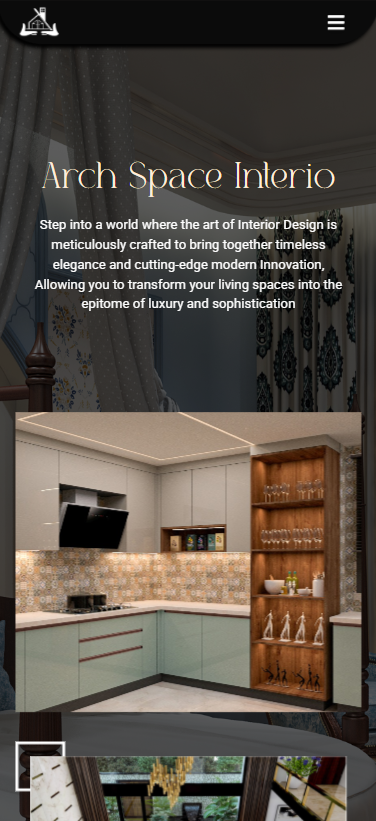 Arch Space Interio
Step into a world where the art of Interior Design is
meticulously crafted to bring together timeless
elegance and cutting-edge modern Innovation,
Allowing you to transform your living spaces into the
epitome of luxury and sophistication